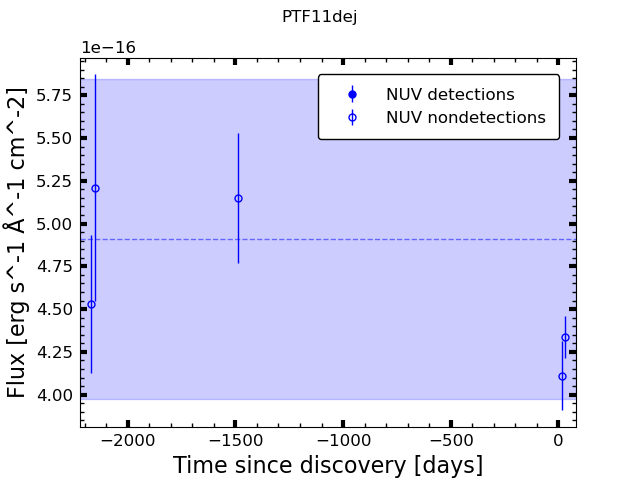 PTF11dej
1e−16
NUV detections
NUV nondetections
5.75
5.50
5.25
5.00
4.75
4.50
4.25
4.00
Flux [erg s^-1 Å^-1 cm^-2]
−2000
−1500
−1000
−500
0
Time since discovery [days]